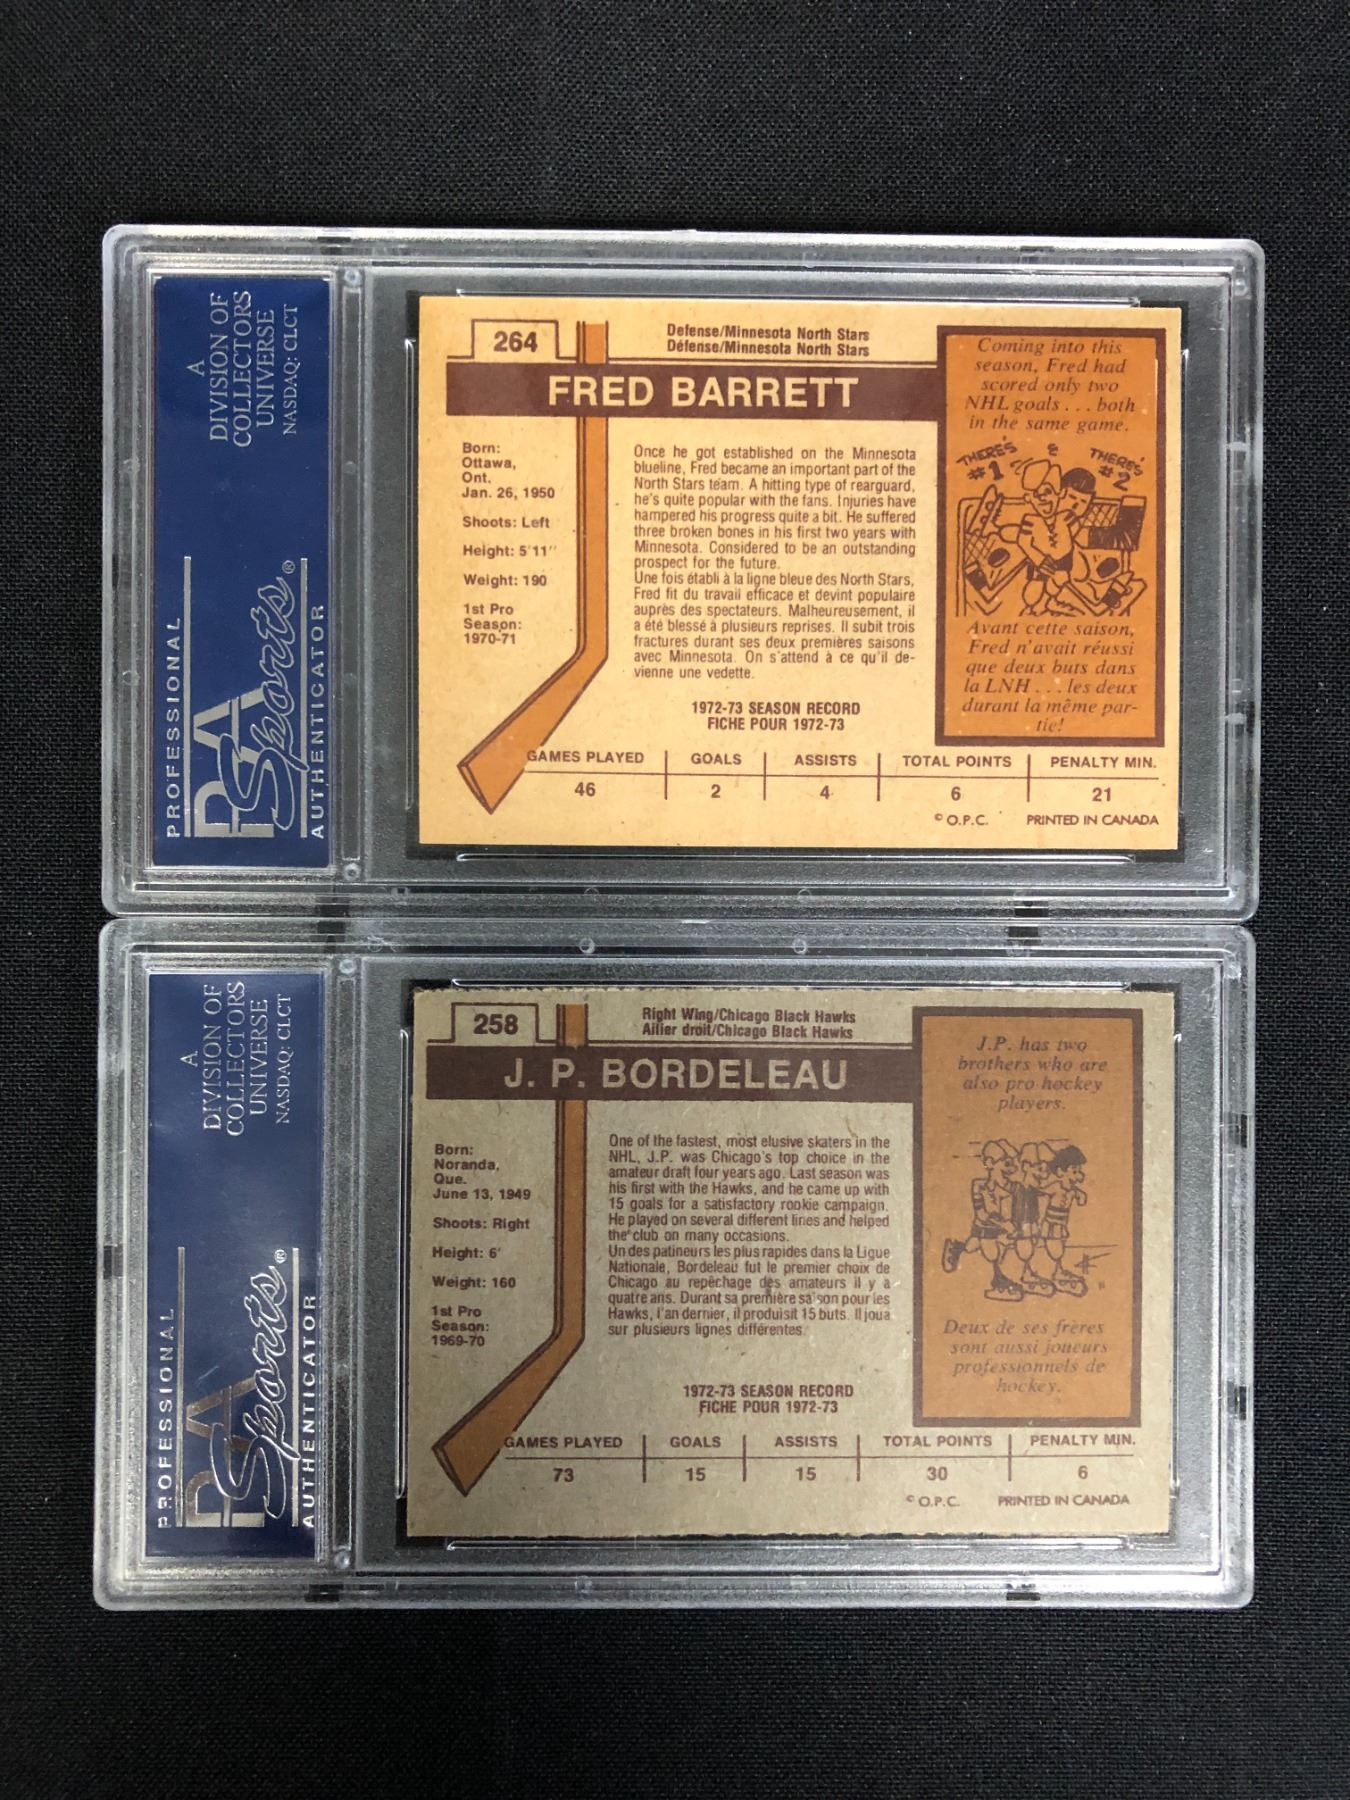 A
DIVISION OF
COLLECTORS
UNIVERSE
NASDAQ: CLCT
PROFESSIONAL
PSA
Sports®
AUTHENTICATOR
264
Defense/Minnesota North Stars
Défense/Minnesota North Stars
FRED BARRETT
Born:
Ottawa,
Ont.
Jan. 26, 1950
Shoots: Left
Height: 5'11"
Weight: 190
1st Pro
Season:
1970-71
Once he got established on the Minnesota
blueline, Fred became an important part of the
North Stars team. A hitting type of rearguard,
he's quite popular with the fans. Injuries have
hampered his progress quite a bit. He suffered
three broken bones in his first two years with
Minnesota. Considered to be an outstanding
prospect for the future.
Une fois établi à la ligne bleue des North Stars,
Fred fit du travail efficace et devint populaire
auprès des spectateurs. Malheureusement, il
a été blessé à plusieurs reprises. Il subit trois
fractures durant ses deux premières saisons
avec Minnesota. On s'attend à ce qu'il de-
vienne une vedette.
Coming into this
season, Fred had
scored only two
NHL goals . . . both
in the same game.
THERE'S
#1
&
THERE'S
#2
Avant cette saison,
Fred n'avait réussi
que deux buts dans
la LNH . . . les deux
durant la même par-
tie!
1972-73 SEASON RECORD
FICHE POUR 1972-73
GAMES PLAYED GOALS ASSISTS TOTAL POINTS PENALTY MIN.
46 2 4 6 21
© O.P.C. PRINTED IN CANADA
A
DIVISION OF
COLLECTORS
UNIVERSE
NASDAQ: CLCT
PROFESSIONAL
PSA
Sports®
AUTHENTICATOR
258
Right Wing/Chicago Black Hawks
Ailier droit/Chicago Black Hawks
J. P. BORDELEAU
Born:
Noranda,
Que.
June 13, 1949
Shoots: Right
Height: 6'
Weight: 160
1st Pro
Season:
1969-70
One of the fastest, most elusive skaters in the
NHL, J.P. was Chicago's top choice in the
amateur draft four years ago. Last season was
his first with the Hawks, and he came up with
15 goals for a satisfactory rookie campaign.
He played on several different lines and helped
the club on many occasions.
Un des patineurs les plus rapides dans la Ligue
Nationale, Bordeleau fut le premier choix de
Chicago au repêchage des amateurs il y a
quatre ans. Durant sa première saison pour les
Hawks, l'an dernier, il produisit 15 buts. Il joua
sur plusieurs lignes différentes.
J.P. has two
brothers who are
also pro hockey
players.
Deux de ses frères
sont aussi joueurs
professionnels de
hockey.
1972-73 SEASON RECORD
FICHE POUR 1972-73
GAMES PLAYED GOALS ASSISTS TOTAL POINTS PENALTY MIN.
73 15 15 30 6
© O.P.C. PRINTED IN CANADA